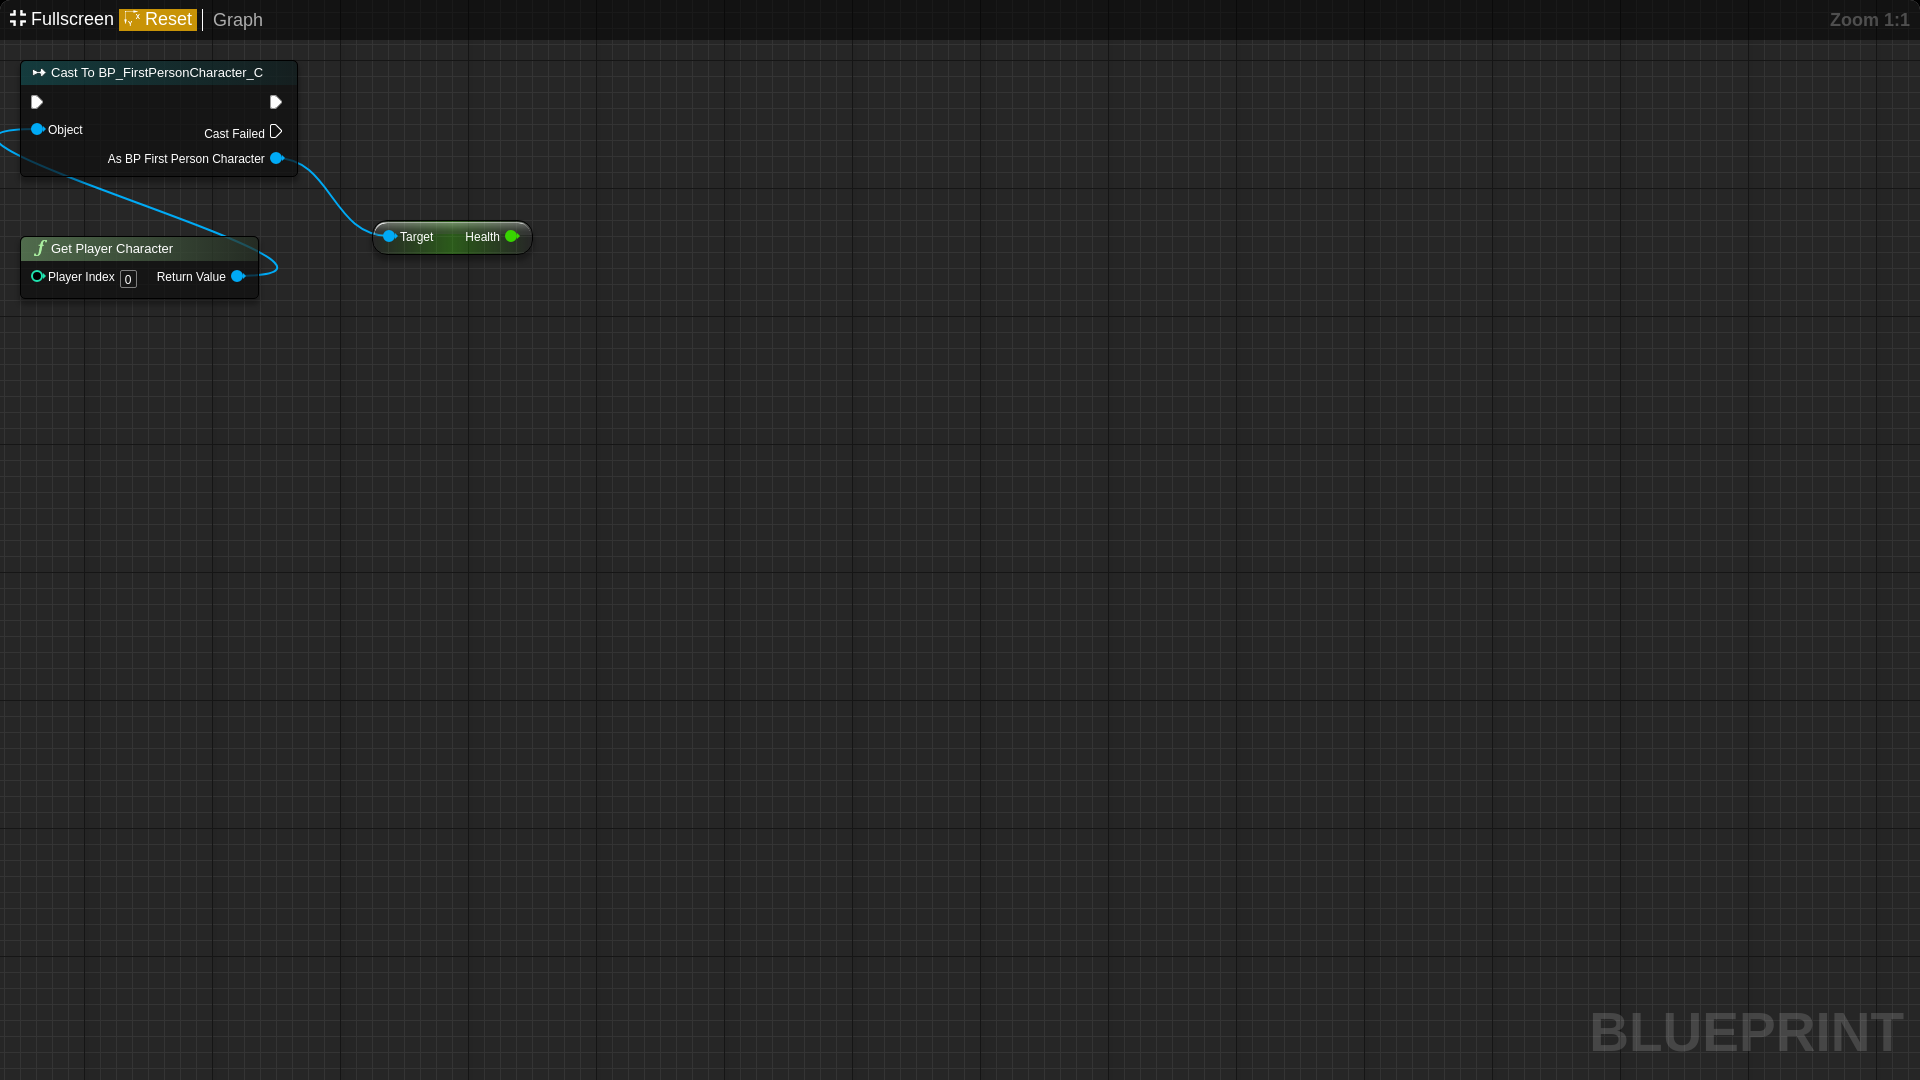 Fullscreen Reset Graph Zoom 1:1
Cast To BP_FirstPersonCharacter_C
Object
Cast Failed
As BP First Person Character
Target Health
Get Player Character
Player Index 0 Return Value
BLUEPRINT